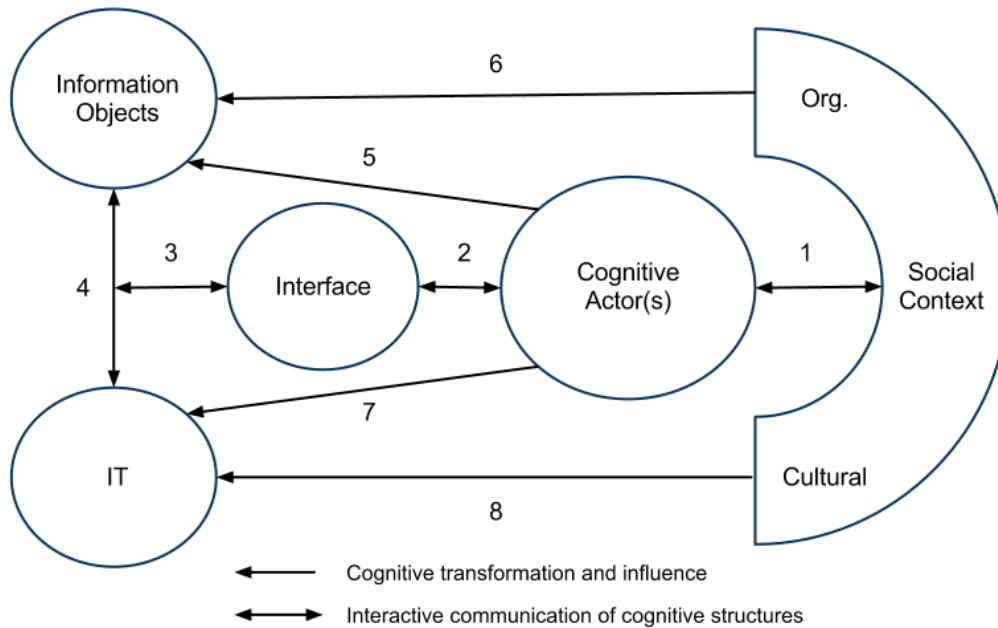 6
Information
Objects
Org.
5
3
Interface
2
Cognitive
Actor(s)
1
Social
Context
4
7
IT
Cultural
8
Cognitive transformation and influence
Interactive communication of cognitive structures